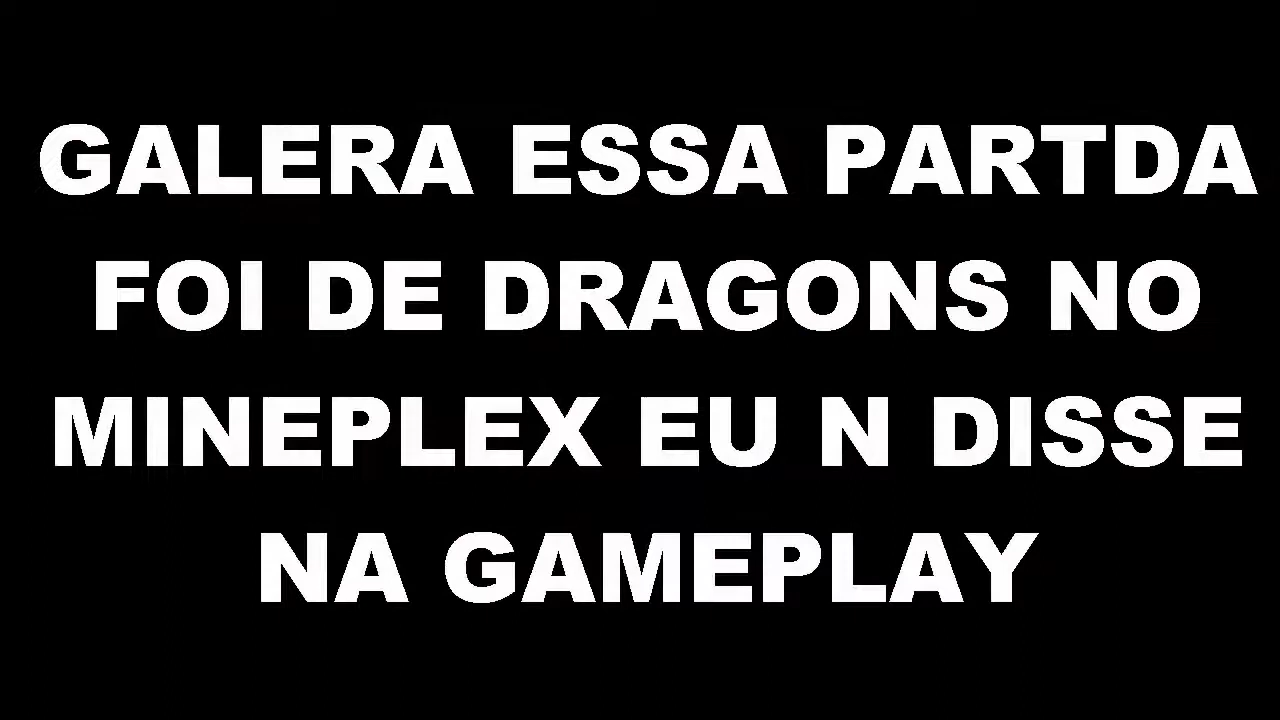 GALERA ESSA PARTDA
FOI DE DRAGONS NO
MINEPLEX EU N DISSE
NA GAMEPLAY